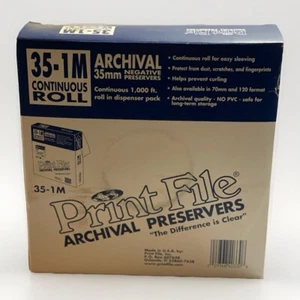 35-1M
35-1M
CONTINUOUS
ROLL
ARCHIVAL
35mm NEGATIVE
PRESERVERS
Continuous 1,000 ft.
roll in dispenser pack
• Continuous roll for easy sleeving
• Protect from dust, scratches, and fingerprints
• Helps prevent curling
• Also available in 70mm and 120 format
• Archival quality - NO PVC - safe for
long-term storage
35-1M
Print File
ARCHIVAL PRESERVERS
"The Difference is Clear"
Made in U.S.A. by:
Print File, Inc.